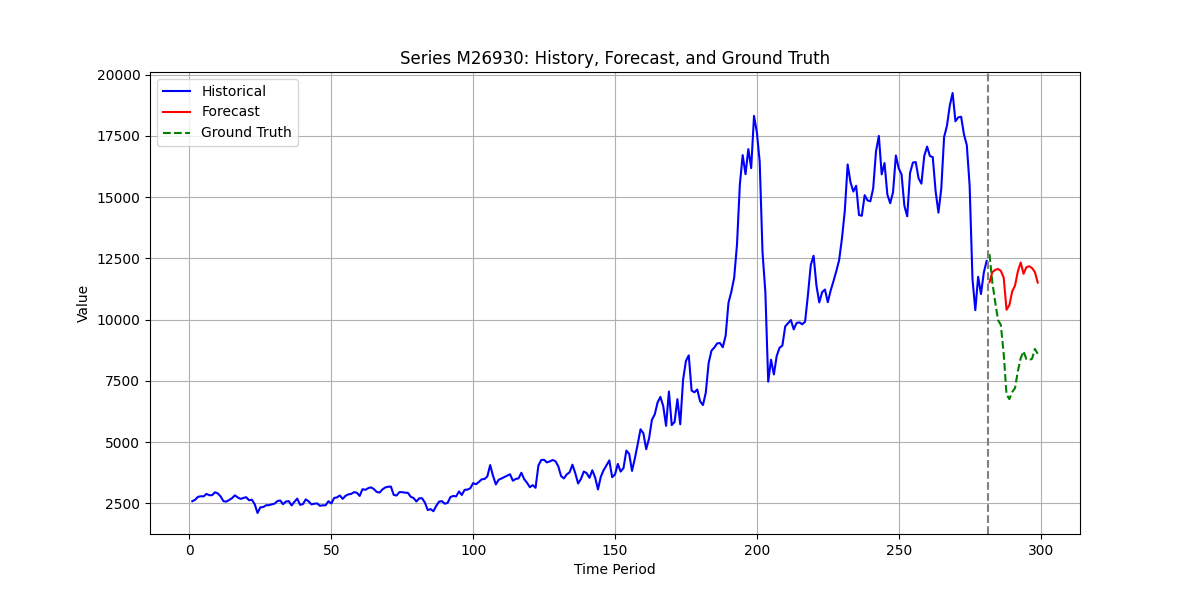 Series M26930: History, Forecast, and Ground Truth
Historical
Forecast
Ground Truth
20000
17500
15000
12500
10000
7500
5000
2500
Value
0 50 100 150 200 250 300
Time Period